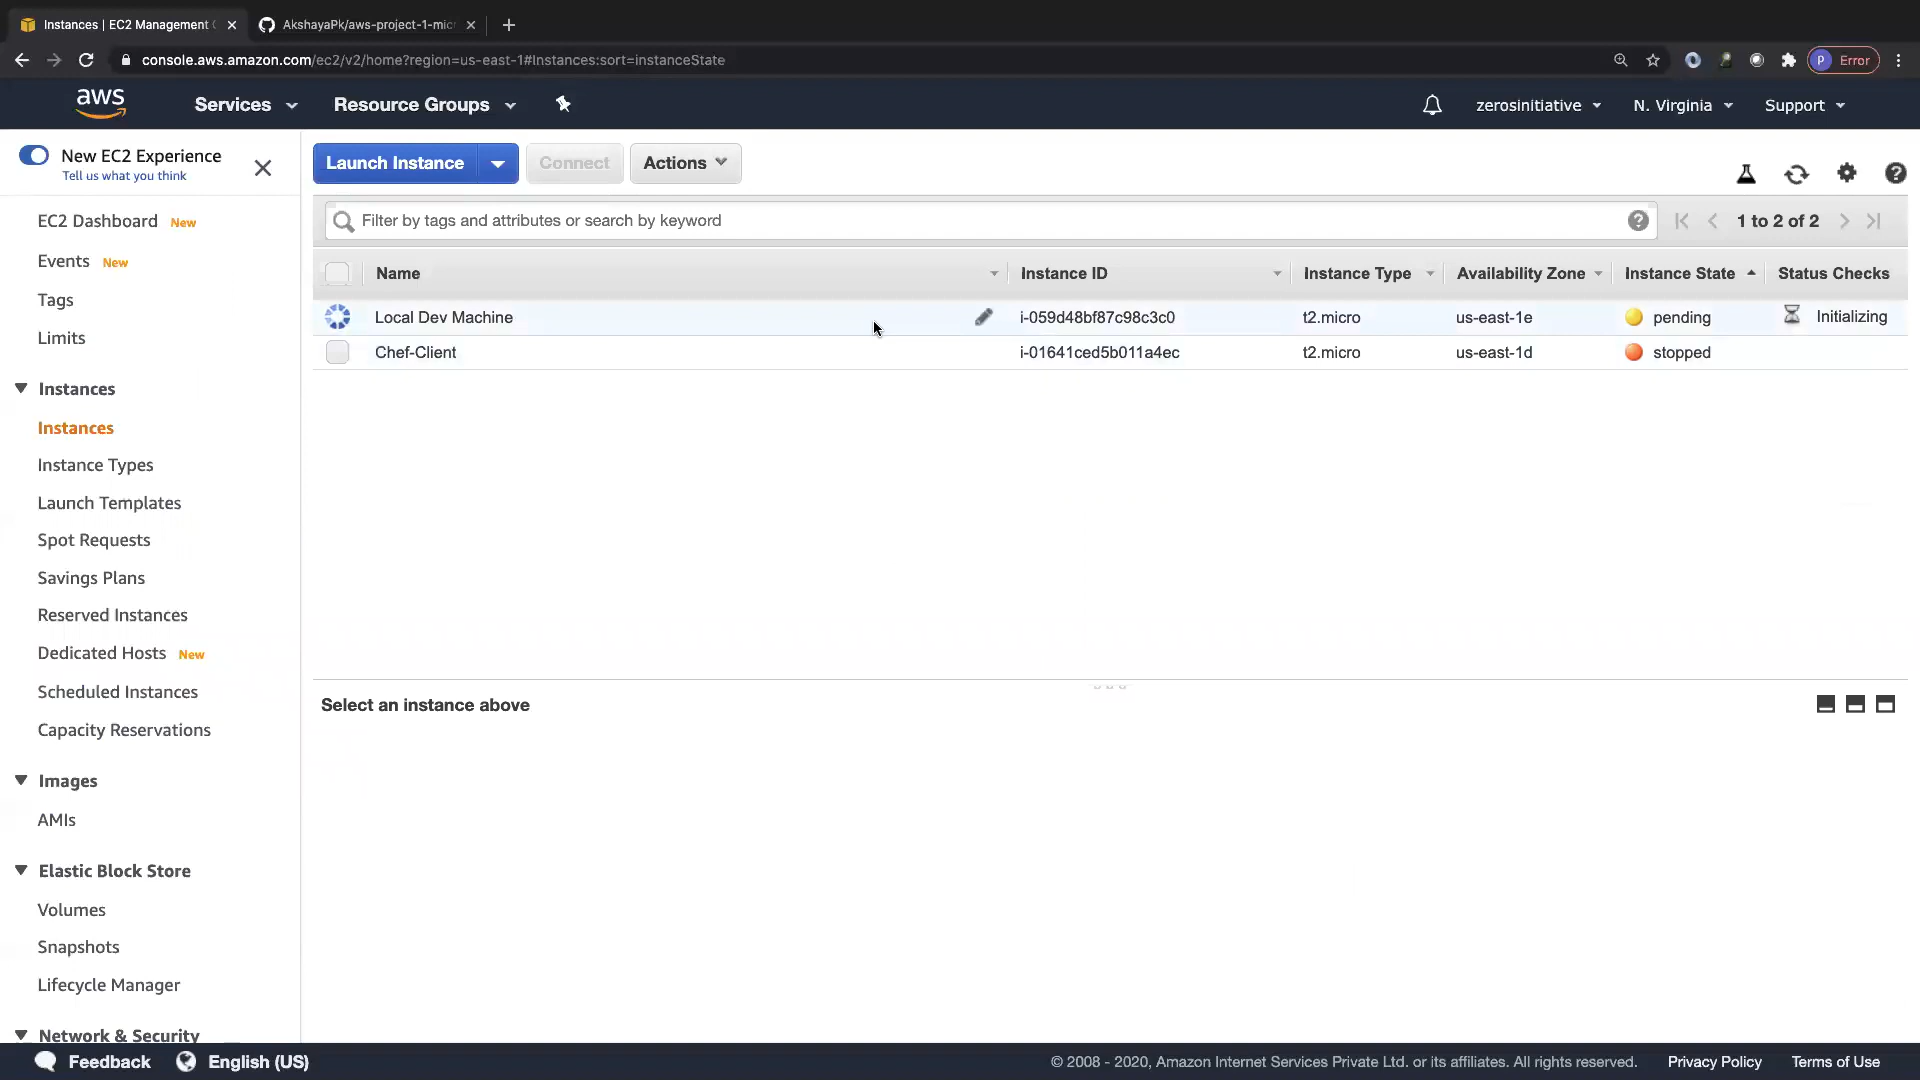 Instances | EC2 Management C
AkshayaPk/aws-project-1-mic
console.aws.amazon.com/ec2/v2/home?region=us-east-1#Instances:sort=instanceState
P Error
aws
Services
Resource Groups
zerosinitiative
N. Virginia
Support
New EC2 Experience
Tell us what you think
EC2 Dashboard New
Events New
Tags
Limits
Instances
Instances
Instance Types
Launch Templates
Spot Requests
Savings Plans
Reserved Instances
Dedicated Hosts New
Scheduled Instances
Capacity Reservations
Images
AMIs
Elastic Block Store
Volumes
Snapshots
Lifecycle Manager
Network & Security
Launch Instance
Connect
Actions
Filter by tags and attributes or search by keyword
1 to 2 of 2
Name Instance ID Instance Type Availability Zone Instance State Status Checks
Local Dev Machine i-059d48bf87c98c3c0 t2.micro us-east-1e pending Initializing
Chef-Client i-01641ced5b011a4ec t2.micro us-east-1d stopped
Select an instance above
Feedback
English (US)
© 2008 - 2020, Amazon Internet Services Private Ltd. or its affiliates. All rights reserved.
Privacy Policy
Terms of Use